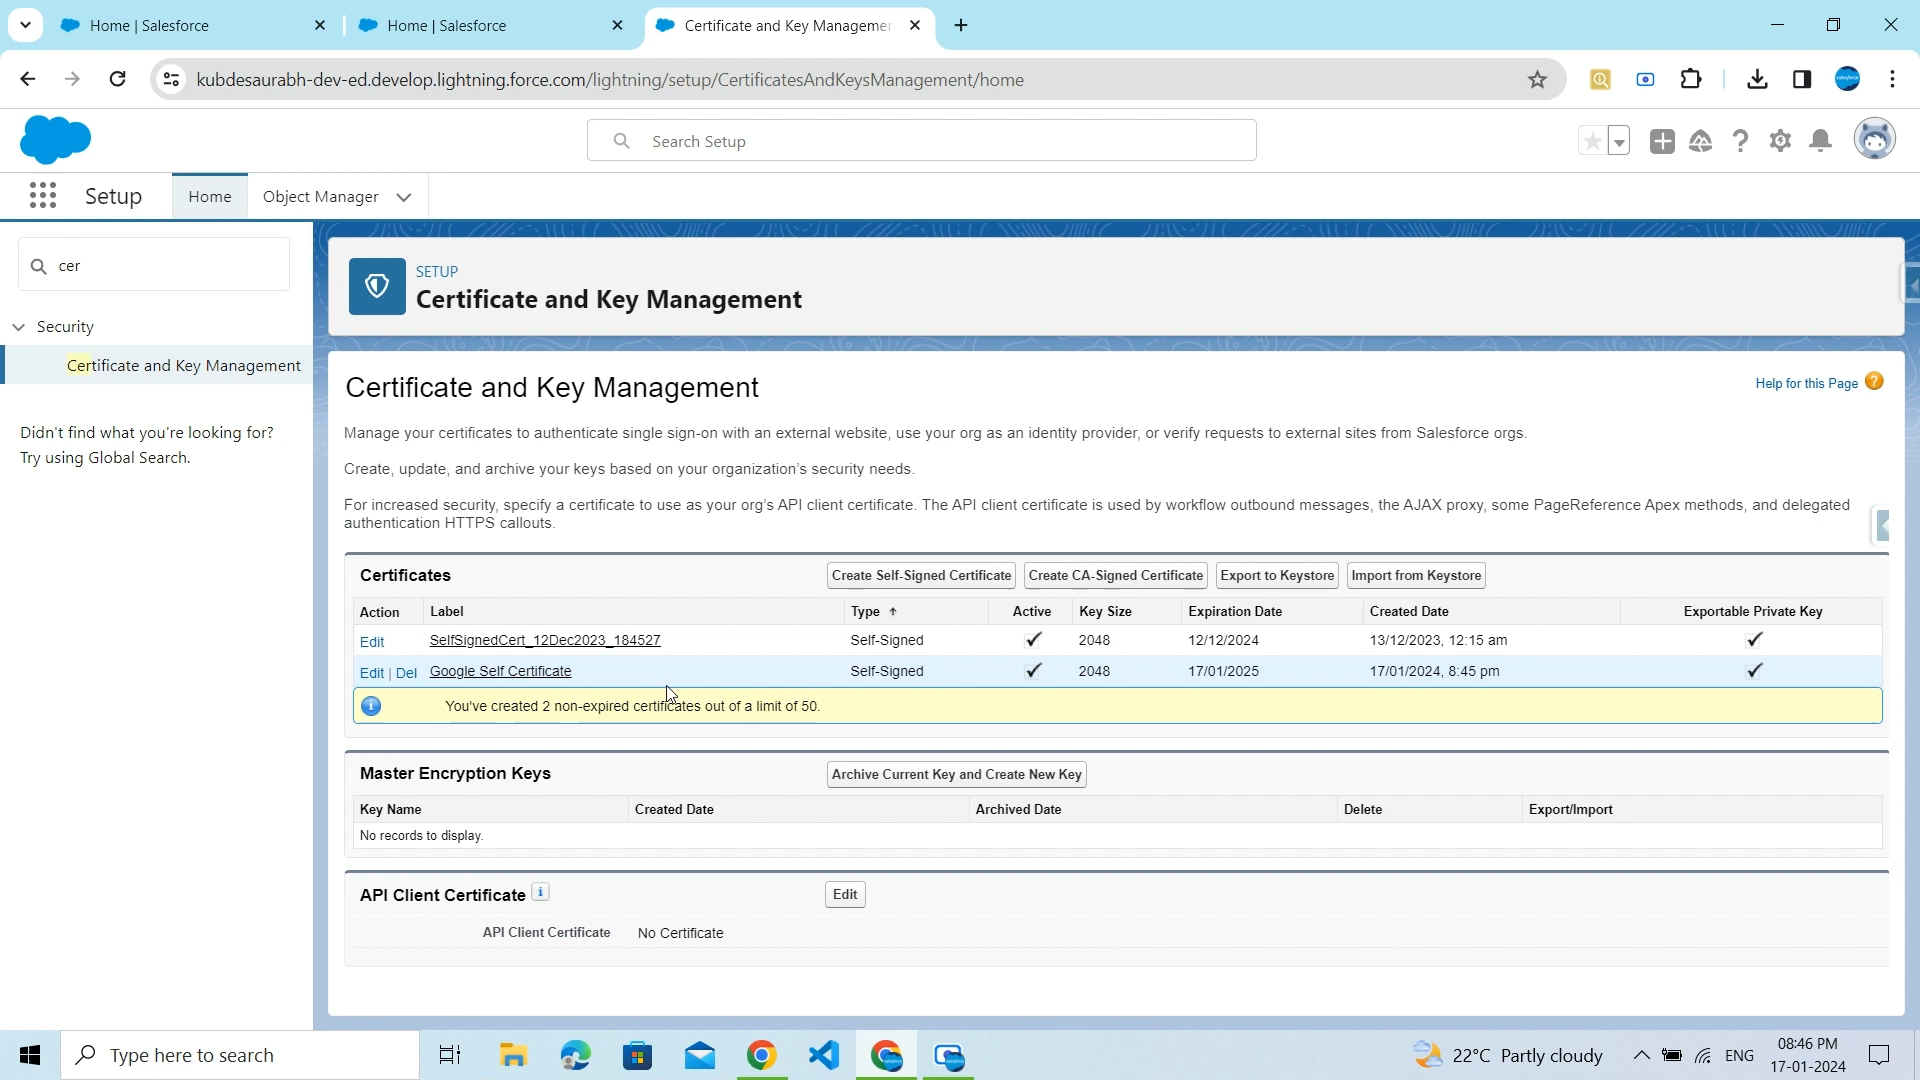 Home | Salesforce
Home | Salesforce
Certificate and Key Managemen
kubdesaurabh-dev-ed.develop.lightning.force.com/lightning/setup/CertificatesAndKeysManagement/home
Search Setup
Setup
Home
Object Manager
cer
Security
Certificate and Key Management
Didn't find what you're looking for?
Try using Global Search.
SETUP
Certificate and Key Management
Certificate and Key Management
Help for this Page
Manage your certificates to authenticate single sign-on with an external website, use your org as an identity provider, or verify requests to external sites from Salesforce orgs.
Create, update, and archive your keys based on your organization's security needs.
For increased security, specify a certificate to use as your org's API client certificate. The API client certificate is used by workflow outbound messages, the AJAX proxy, some PageReference Apex methods, and delegated
authentication HTTPS callouts.
Certificates Create Self-Signed Certificate Create CA-Signed Certificate Export to Keystore Import from Keystore
Action Label Type Active Key Size Expiration Date Created Date Exportable Private Key
Edit SelfSignedCert_12Dec2023_184527 Self-Signed 2048 12/12/2024 13/12/2023, 12:15 am
Edit | Del Google Self Certificate Self-Signed 2048 17/01/2025 17/01/2024, 8:45 pm
You've created 2 non-expired certificates out of a limit of 50.
Master Encryption Keys Archive Current Key and Create New Key
Key Name Created Date Archived Date Delete Export/Import
No records to display.
API Client Certificate Edit
API Client Certificate No Certificate
Type here to search
22°C Partly cloudy
ENG
08:46 PM
17-01-2024